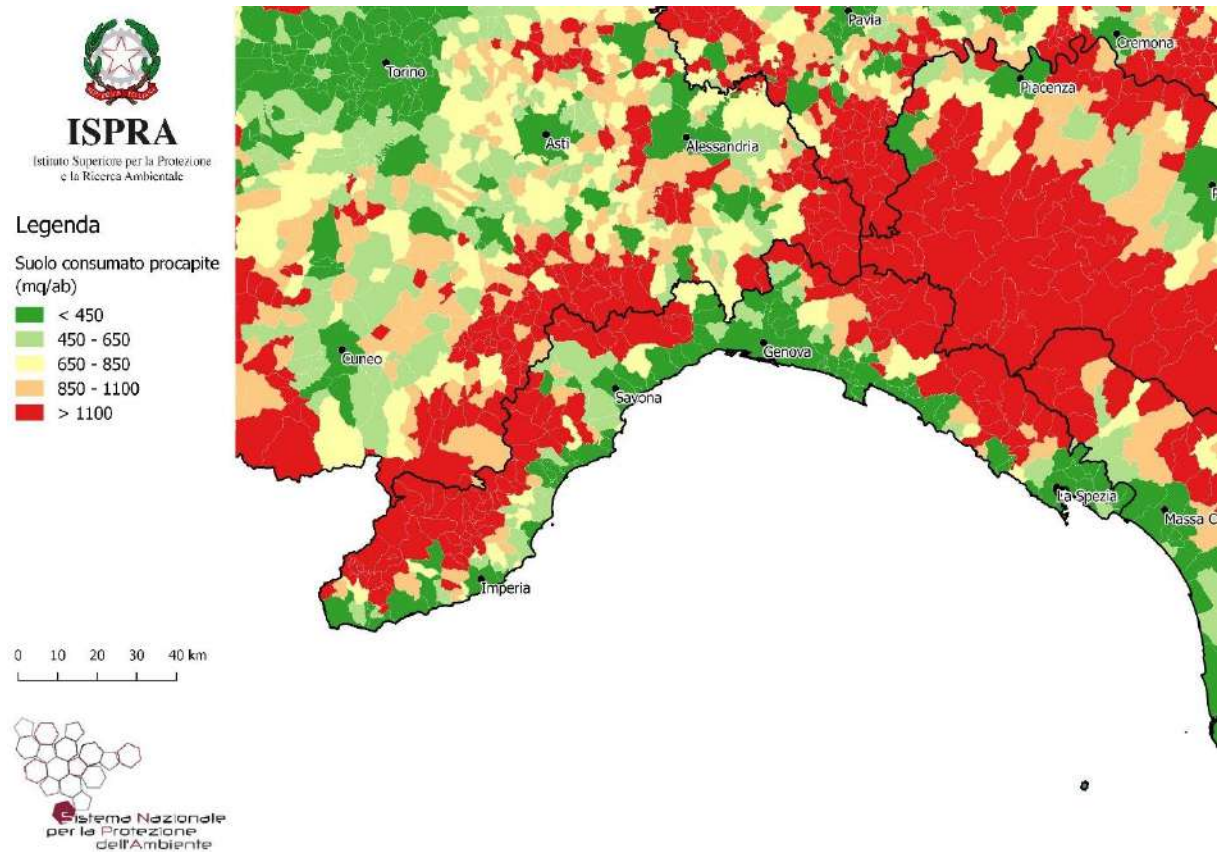 ISPRA
Istituto Superiore per la Protezione
e la Ricerca Ambientale
Legenda
Suolo consumato procapite
(mq/ab)
< 450
450 - 650
650 - 850
850 - 1100
> 1100
0 10 20 30 40 km
Sistema Nazionale
per la Protezione
dell'Ambiente
Pavia
Cremona
Torino
Piacenza
Asti
Alessandria
P
Cuneo
Genova
Savona
La Spezia
Massa C
Imperia